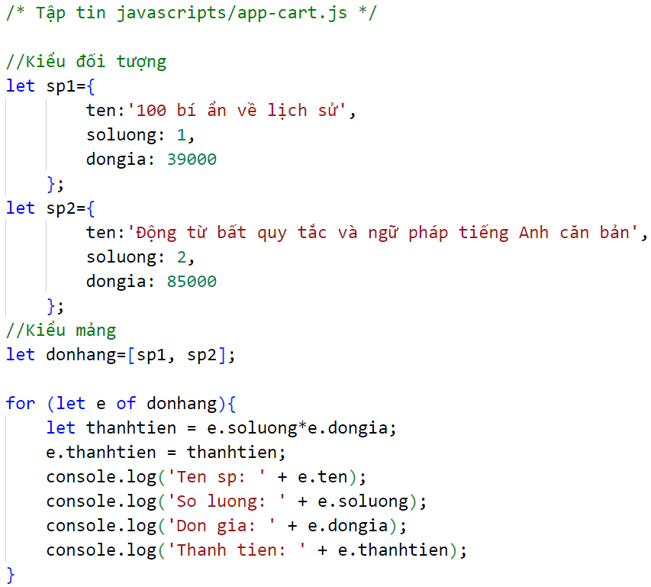 /* Tập tin javascripts/app-cart.js */
//Kiểu đối tượng
let sp1={
ten:'100 bí ẩn về lịch sử',
soluong: 1,
dongia: 39000
};
let sp2={
ten:'Động từ bất quy tắc và ngữ pháp tiếng Anh căn bản',
soluong: 2,
dongia: 85000
};
//Kiểu mảng
let donhang=[sp1, sp2];
for (let e of donhang){
let thanhtien = e.soluong*e.dongia;
e.thanhtien = thanhtien;
console.log('Ten sp: ' + e.ten);
console.log('So luong: ' + e.soluong);
console.log('Don gia: ' + e.dongia);
console.log('Thanh tien: ' + e.thanhtien);
}